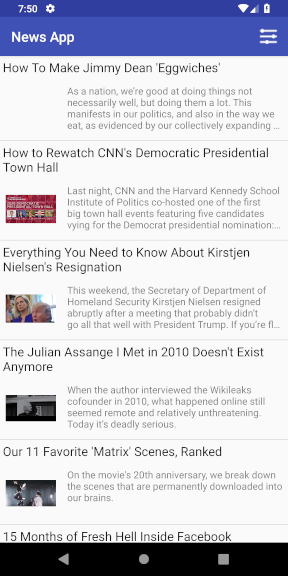 7:50
News App
How To Make Jimmy Dean 'Eggwiches'
As a nation, we're good at doing things not
necessarily well, but doing them a lot. This
manifests in our politics, and also in the way we
eat, as evidenced by our collectively expanding ...
How to Rewatch CNN's Democratic Presidential
Town Hall
Last night, CNN and the Harvard Kennedy School
Institute of Politics co-hosted one of the first
big town hall events featuring five candidates
vying for the Democrat presidential nomination:...
Everything You Need to Know About Kirstjen
Nielsen's Resignation
This weekend, the Secretary of Department of
Homeland Security Kirstjen Nielsen resigned
abruptly after a meeting that probably didn't
go all that well with President Trump. If you're fl...
The Julian Assange I Met in 2010 Doesn't Exist
Anymore
When the author interviewed the Wikileaks
cofounder in 2010, what happened online still
seemed remote and relatively unthreatening.
Today it's deadly serious.
Our 11 Favorite 'Matrix' Scenes, Ranked
On the movie's 20th anniversary, we break down
the scenes that are permanently downloaded into
our brains.
15 Months of Fresh Hell Inside Facebook